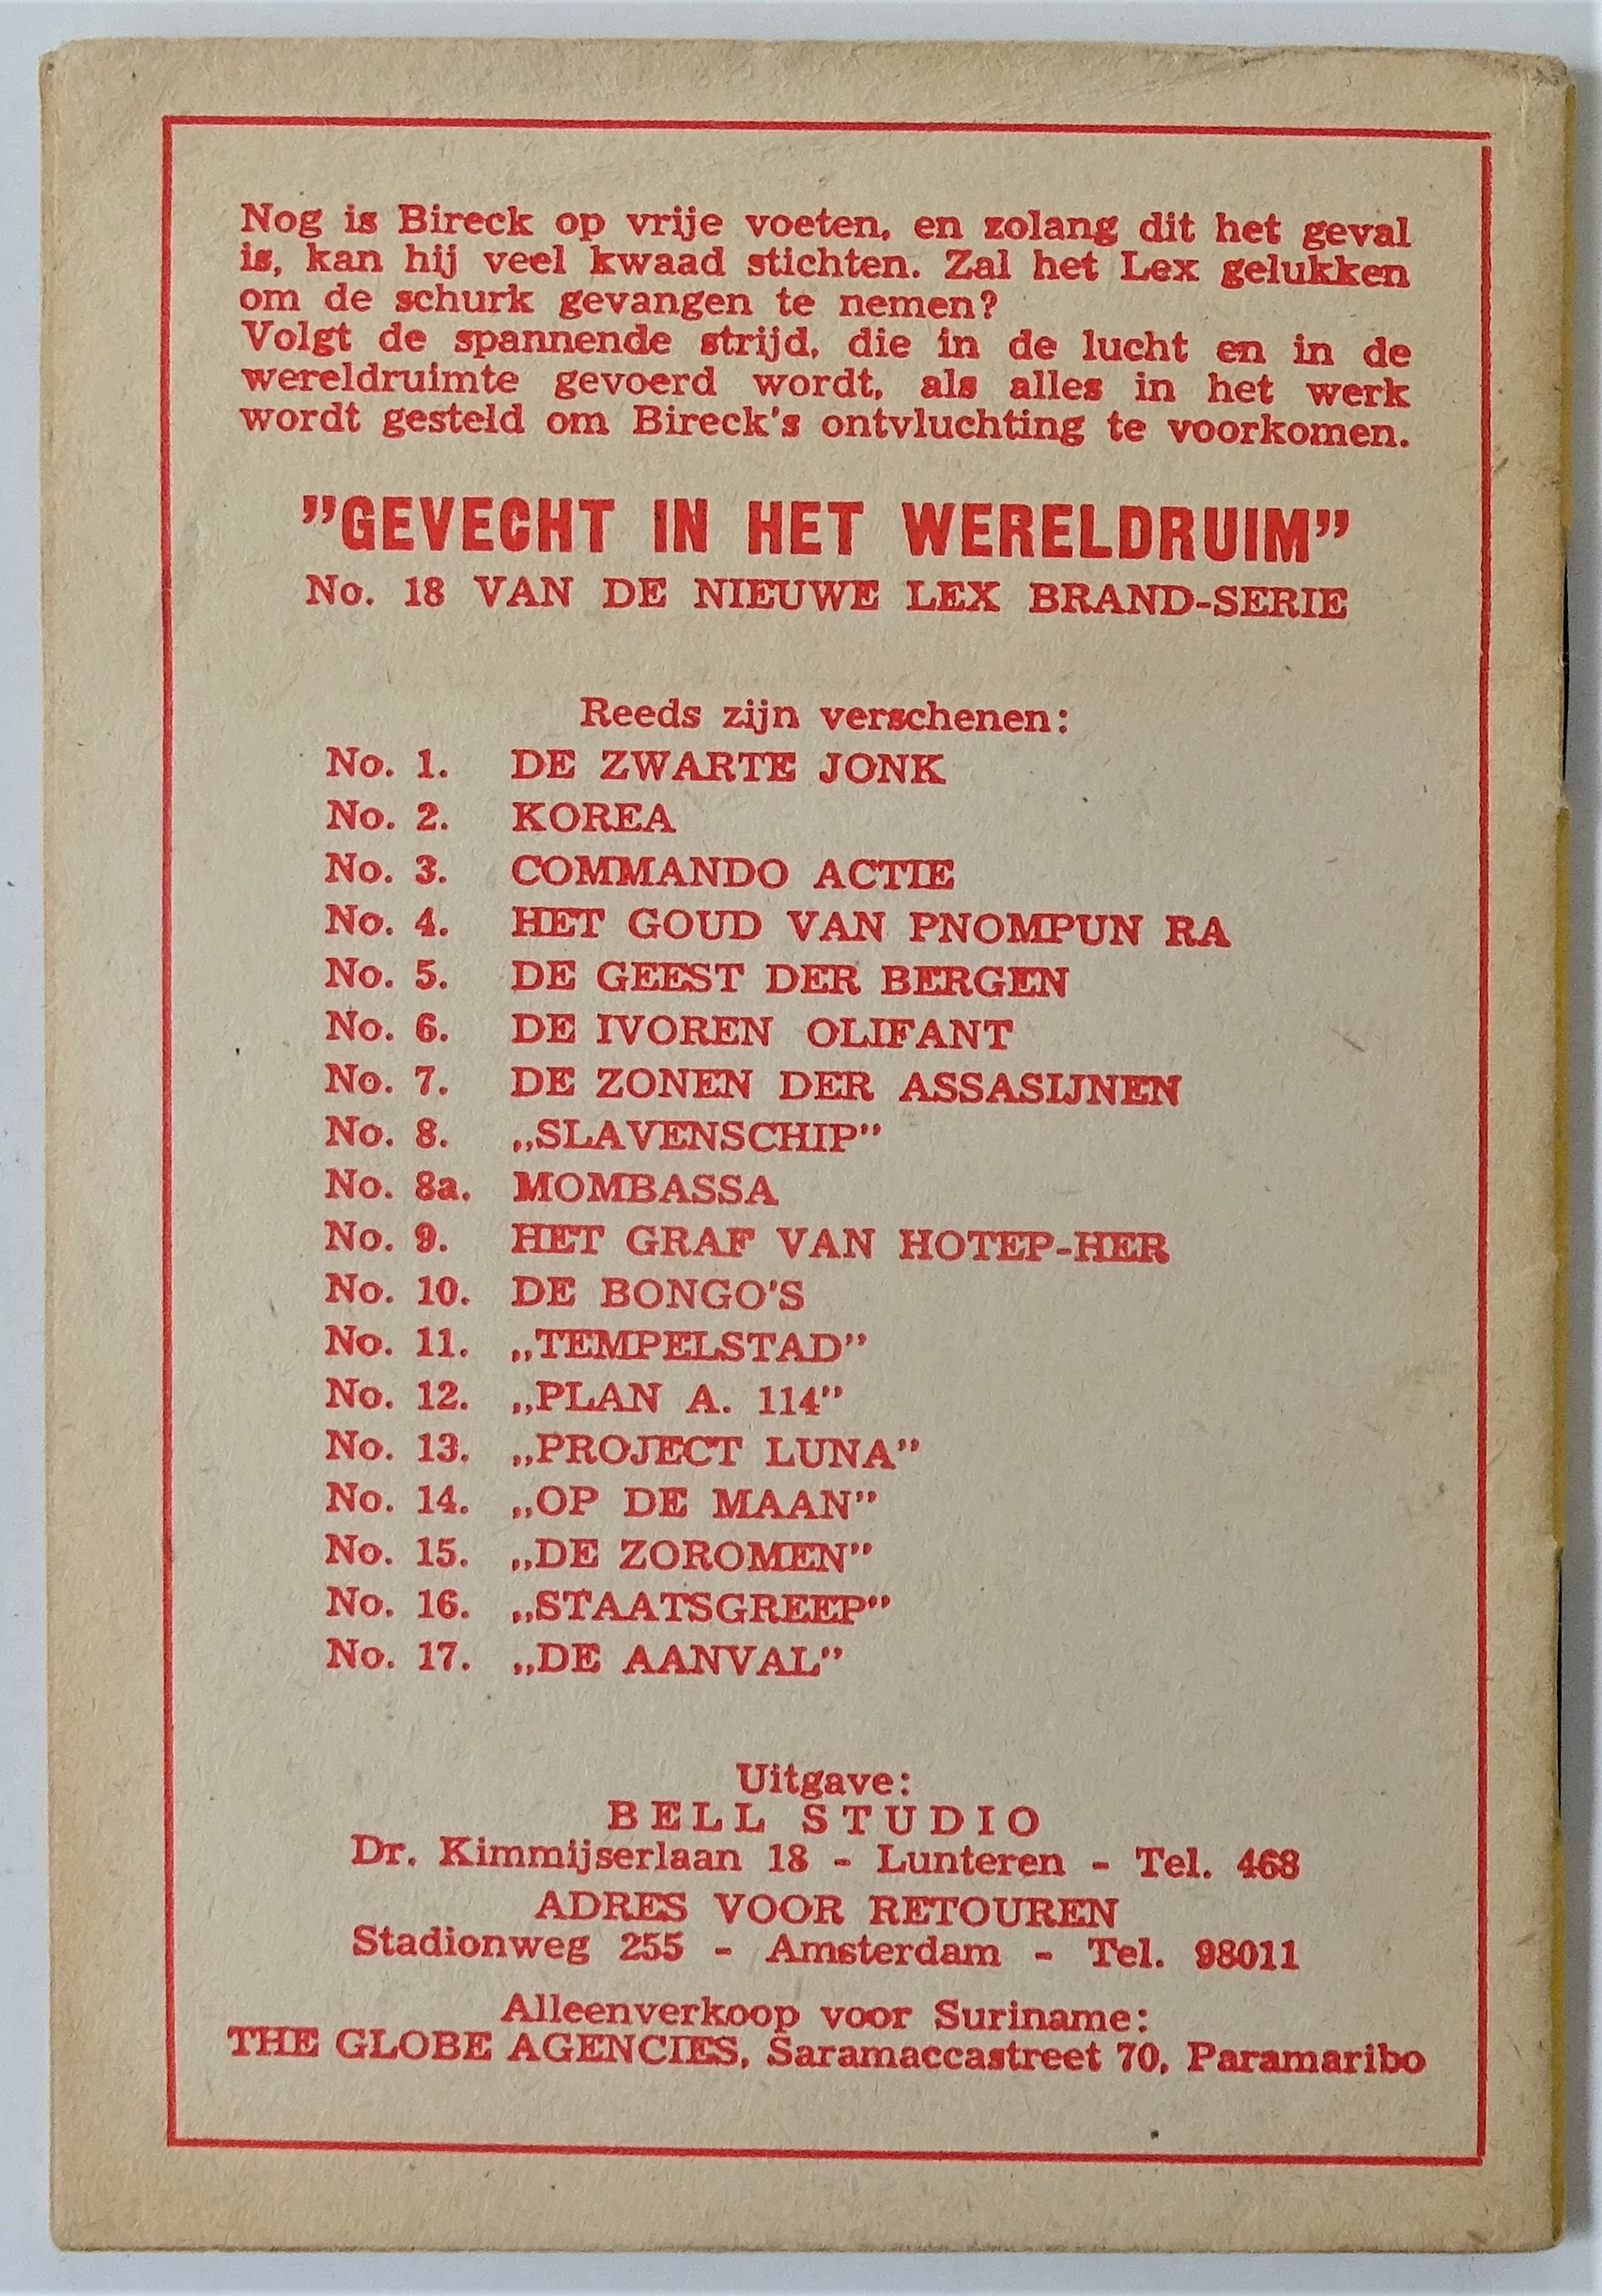 Nog is Bireck op vrije voeten, en zolang dit het geval
is, kan hij veel kwaad stichten. Zal het Lex gelukken
om de schurk gevangen te nemen?
Volgt de spannende strijd, die in de lucht en in de
wereldruimte gevoerd wordt, als alles in het werk
wordt gesteld om Bireck's ontvluchting te voorkomen.
”GEVECHT IN HET WERELDRUIM”
No. 18 VAN DE NIEUWE LEX BRAND-SERIE
Reeds zijn verschenen:
No. 1. DE ZWARTE JONK
No. 2. KOREA
No. 3. COMMANDO ACTIE
No. 4. HET GOUD VAN PNOMPUN RA
No. 5. DE GEEST DER BERGEN
No. 6. DE IVOREN OLIFANT
No. 7. DE ZONEN DER ASSASIJNEN
No. 8. „SLAVENSCHIP”
No. 8a. MOMBASSA
No. 9. HET GRAF VAN HOTEP-HER
No. 10. DE BONGO'S
No. 11. „TEMPELSTAD”
No. 12. „PLAN A. 114”
No. 13. „PROJECT LUNA”
No. 14. „OP DE MAAN”
No. 15. „DE ZOROMEN”
No. 16. „STAATSGREEP”
No. 17. „DE AANVAL”
Uitgave:
BELL STUDIO
Dr. Kimmijserlaan 18 - Lunteren - Tel. 468
ADRES VOOR RETOUREN
Stadionweg 255 - Amsterdam - Tel. 98011
Alleenverkoop voor Suriname:
THE GLOBE AGENCIES, Saramaccastreet 70, Paramaribo